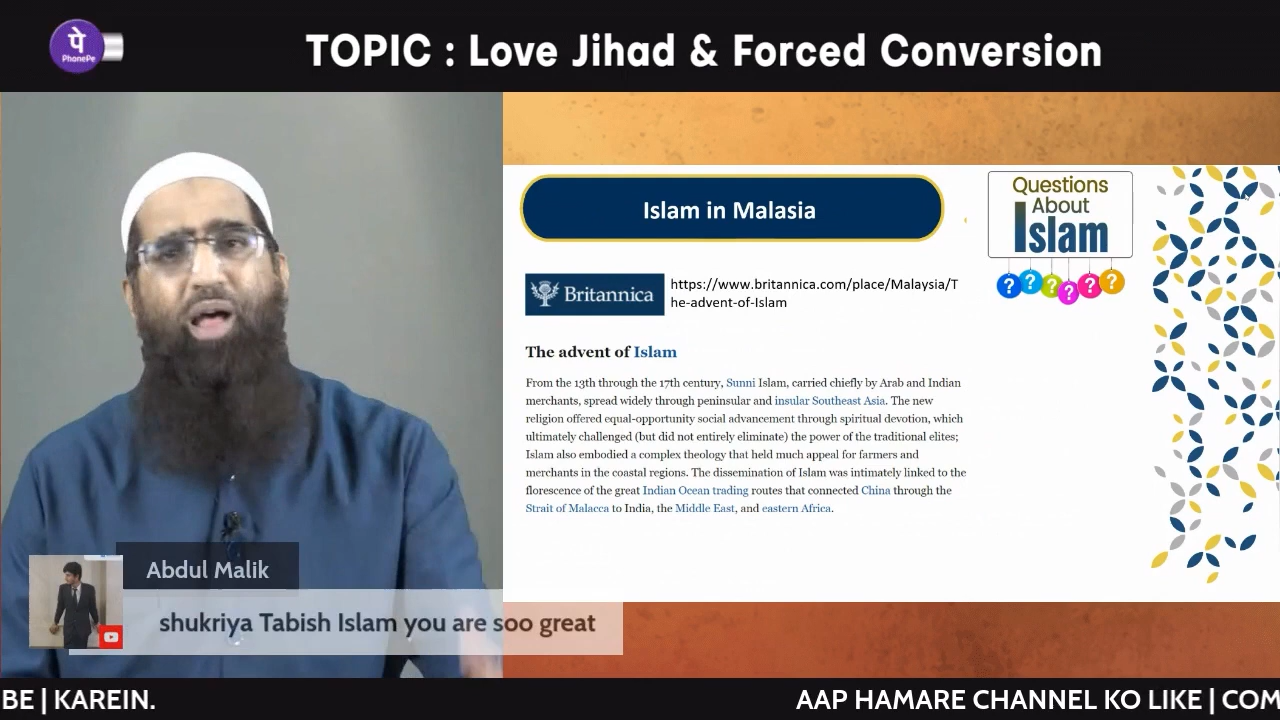 पे
PhonePe
TOPIC : Love Jihad & Forced Conversion
Islam in Malasia
Questions
About
Islam
? ? ? ? ? ?
Britannica
https://www.britannica.com/place/Malaysia/T
he-advent-of-Islam
The advent of Islam
From the 13th through the 17th century, Sunni Islam, carried chiefly by Arab and Indian
merchants, spread widely through peninsular and insular Southeast Asia. The new
religion offered equal-opportunity social advancement through spiritual devotion, which
ultimately challenged (but did not entirely eliminate) the power of the traditional elites;
Islam also embodied a complex theology that held much appeal for farmers and
merchants in the coastal regions. The dissemination of Islam was intimately linked to the
florescence of the great Indian Ocean trading routes that connected China through the
Strait of Malacca to India, the Middle East, and eastern Africa.
Abdul Malik
shukriya Tabish Islam you are soo great
BE | KAREIN. AAP HAMARE CHANNEL KO LIKE | COM